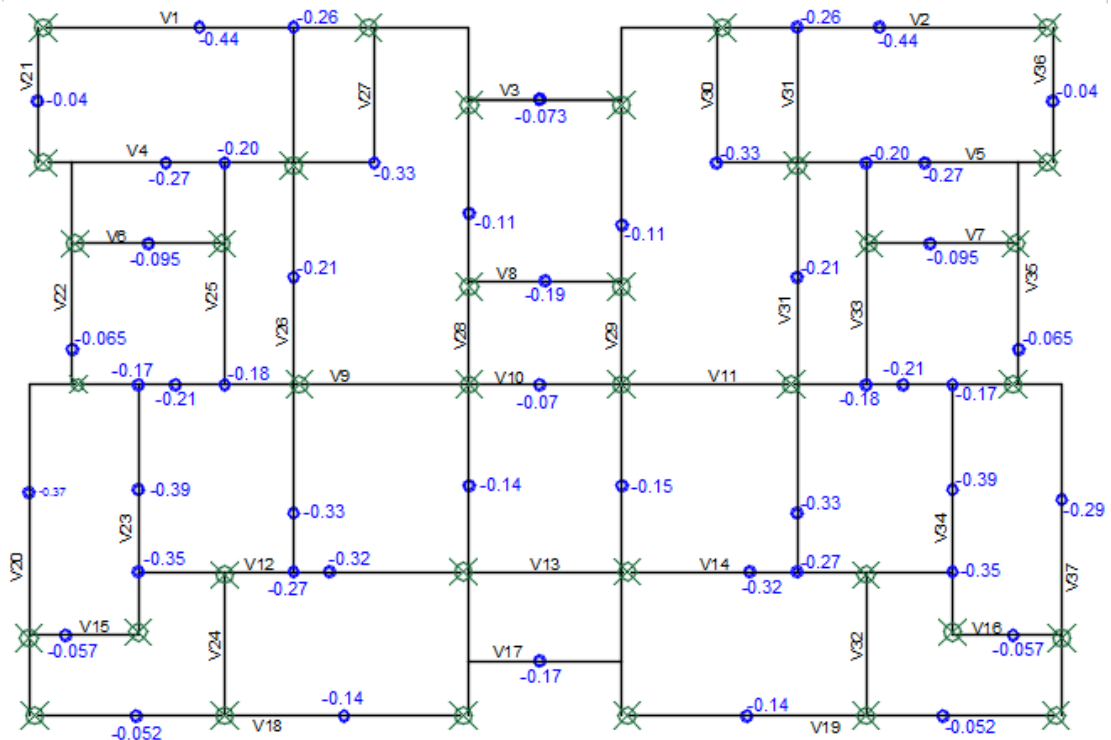 V1
-0.26
-0.44
V27
V21
-0.04
V3
-0.073
-0.26
V2
-0.44
V30
V31
V36
-0.04
V4
-0.20
-0.27
-0.33
-0.33
-0.20
V5
-0.27
-0.11
-0.11
V6
-0.095
V7
-0.095
V22
V25
-0.21
V26
V8
-0.19
V28
V29
-0.21
V31
V33
V35
-0.065
-0.065
-0.17
-0.21
-0.18
V9
V10
-0.07
V11
-0.18
-0.21
-0.17
-0.37
-0.39
V23
-0.33
-0.14
-0.15
-0.33
-0.39
V34
-0.29
V20
-0.35
V12
-0.27
-0.32
V13
V14
-0.32
-0.27
-0.35
V37
V15
-0.057
V24
V17
-0.17
V32
V16
-0.057
-0.052
V18
-0.14
-0.14
V19
-0.052